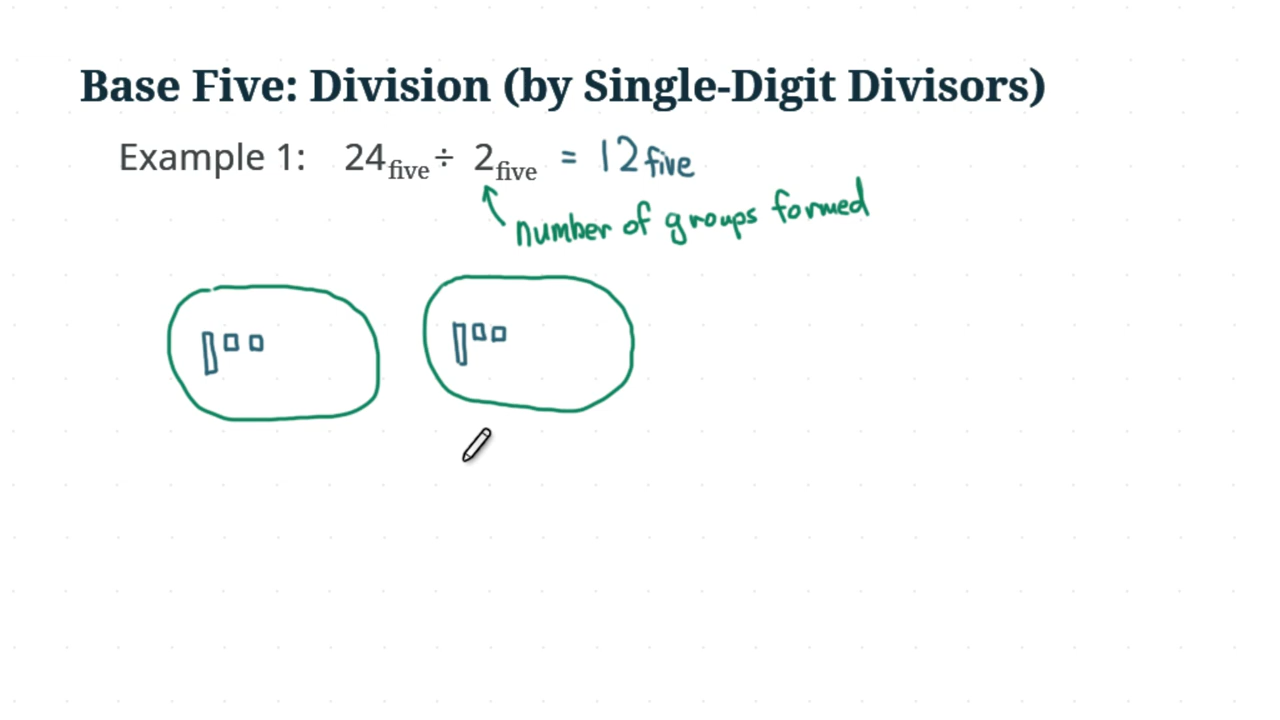 Base Five: Division (by Single-Digit Divisors)
Example 1: 24five ÷ 2five = 12five
number of groups formed